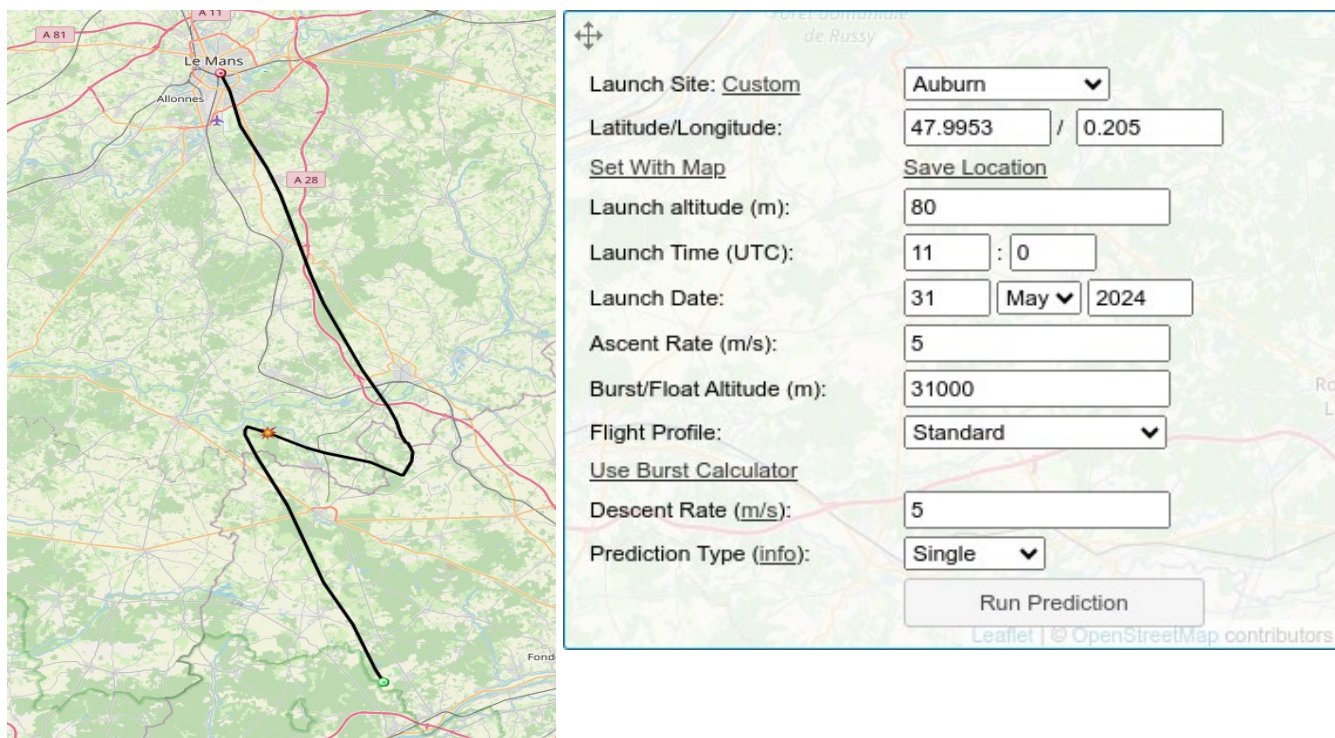 A 11
A 81
Le Mans
Allonnes
A 28
Fond
Forêt domaniale
de Russy
Launch Site: Custom Auburn
Latitude/Longitude: 47.9953 / 0.205
Set With Map Save Location
Launch altitude (m): 80
Launch Time (UTC): 11 : 0
Launch Date: 31 May 2024
Ascent Rate (m/s): 5
Burst/Float Altitude (m): 31000
Ro
L
Flight Profile: Standard
Use Burst Calculator
Descent Rate (m/s): 5
Prediction Type (info): Single
Run Prediction
Leaflet | © OpenStreetMap contributors